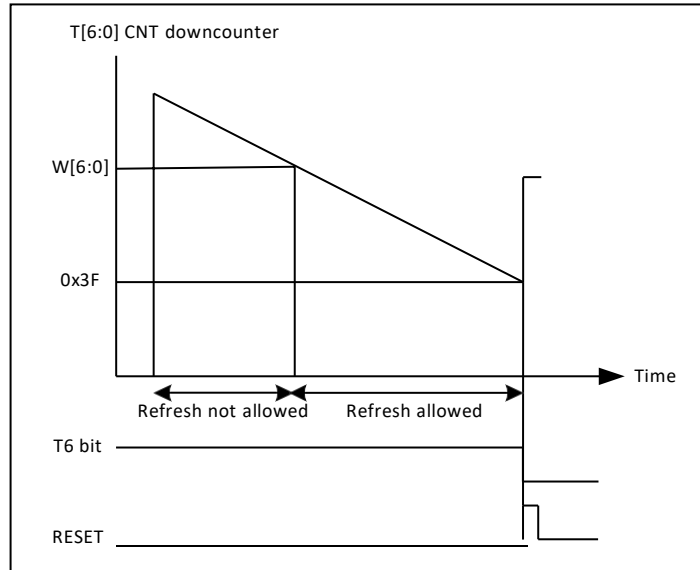 T[6:0] CNT downcounter
W[6:0]
0x3F
Time
Refresh not allowed
Refresh allowed
T6 bit
RESET